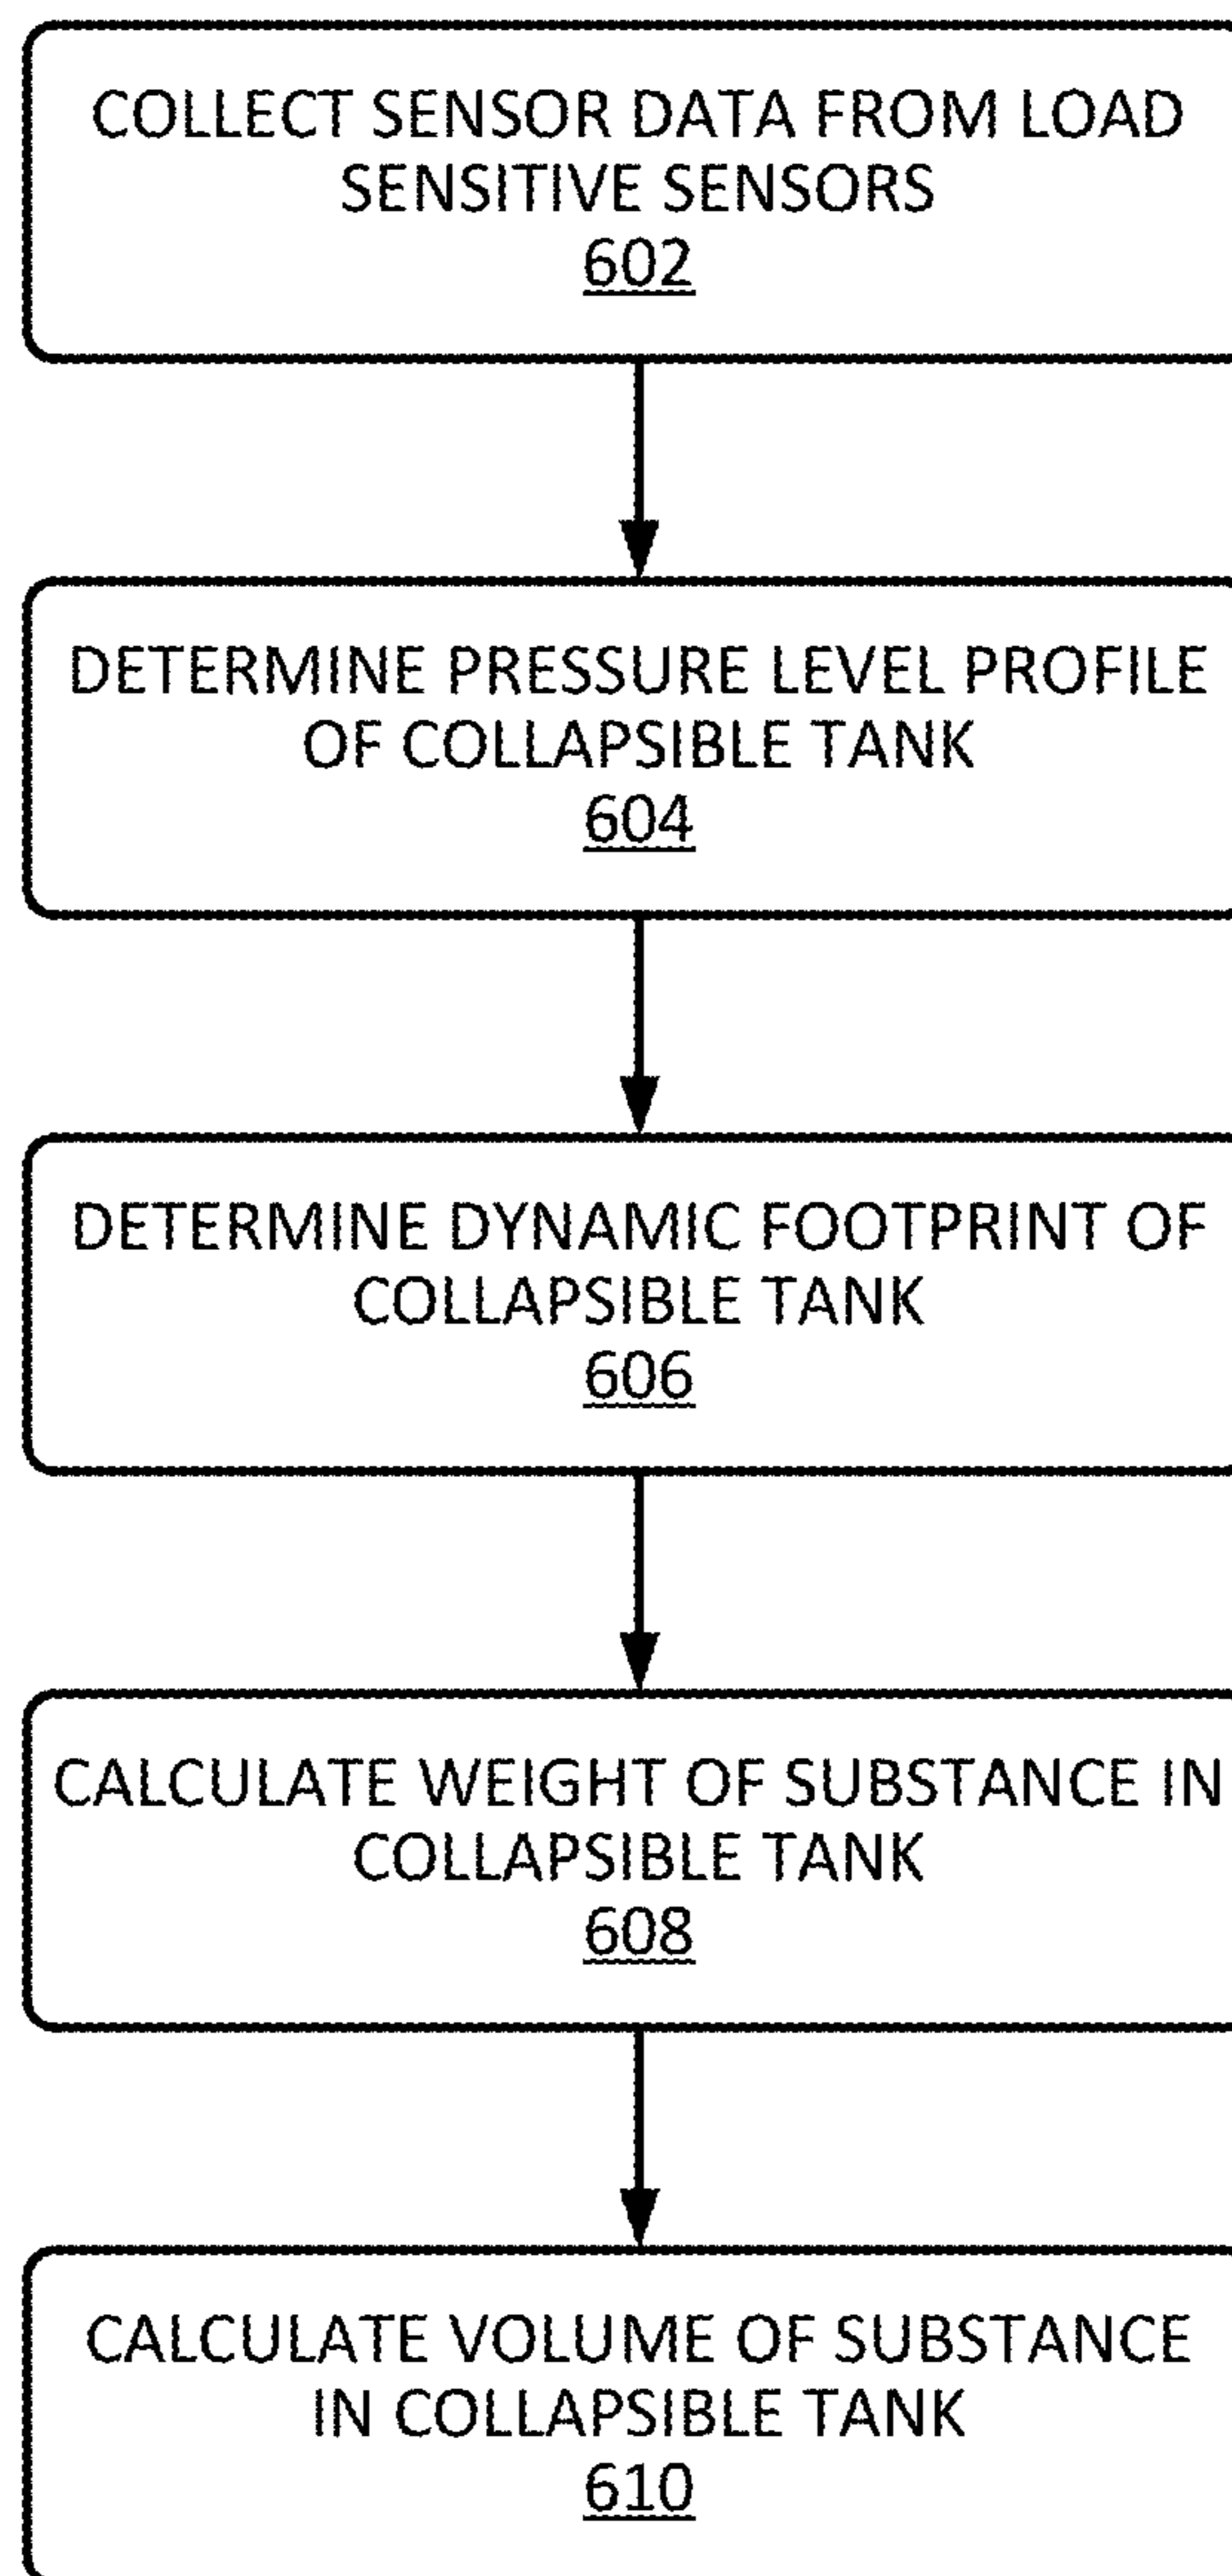 COLLECT SENSOR DATA FROM LOAD
SENSITIVE SENSORS
602
DETERMINE PRESSURE LEVEL PROFILE
OF COLLAPSIBLE TANK
604
DETERMINE DYNAMIC FOOTPRINT OF
COLLAPSIBLE TANK
606
CALCULATE WEIGHT OF SUBSTANCE IN
COLLAPSIBLE TANK
608
CALCULATE VOLUME OF SUBSTANCE
IN COLLAPSIBLE TANK
610